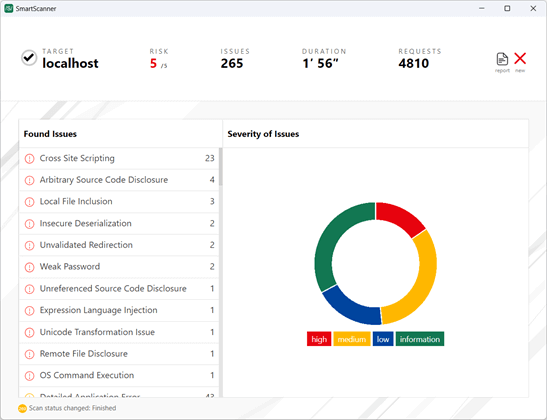 SmartScanner
TARGET
localhost
RISK
5 /5
ISSUES
265
DURATION
1’ 56”
REQUESTS
4810
report
new
Found Issues
Cross Site Scripting 23
Arbitrary Source Code Disclosure 4
Local File Inclusion 3
Insecure Deserialization 2
Unvalidated Redirection 2
Weak Password 2
Unreferenced Source Code Disclosure 1
Expression Language Injection 1
Unicode Transformation Issue 1
Remote File Disclosure 1
OS Command Execution 1
Detailed Application Error 43
Severity of Issues
high medium low information
Scan status changed: Finished